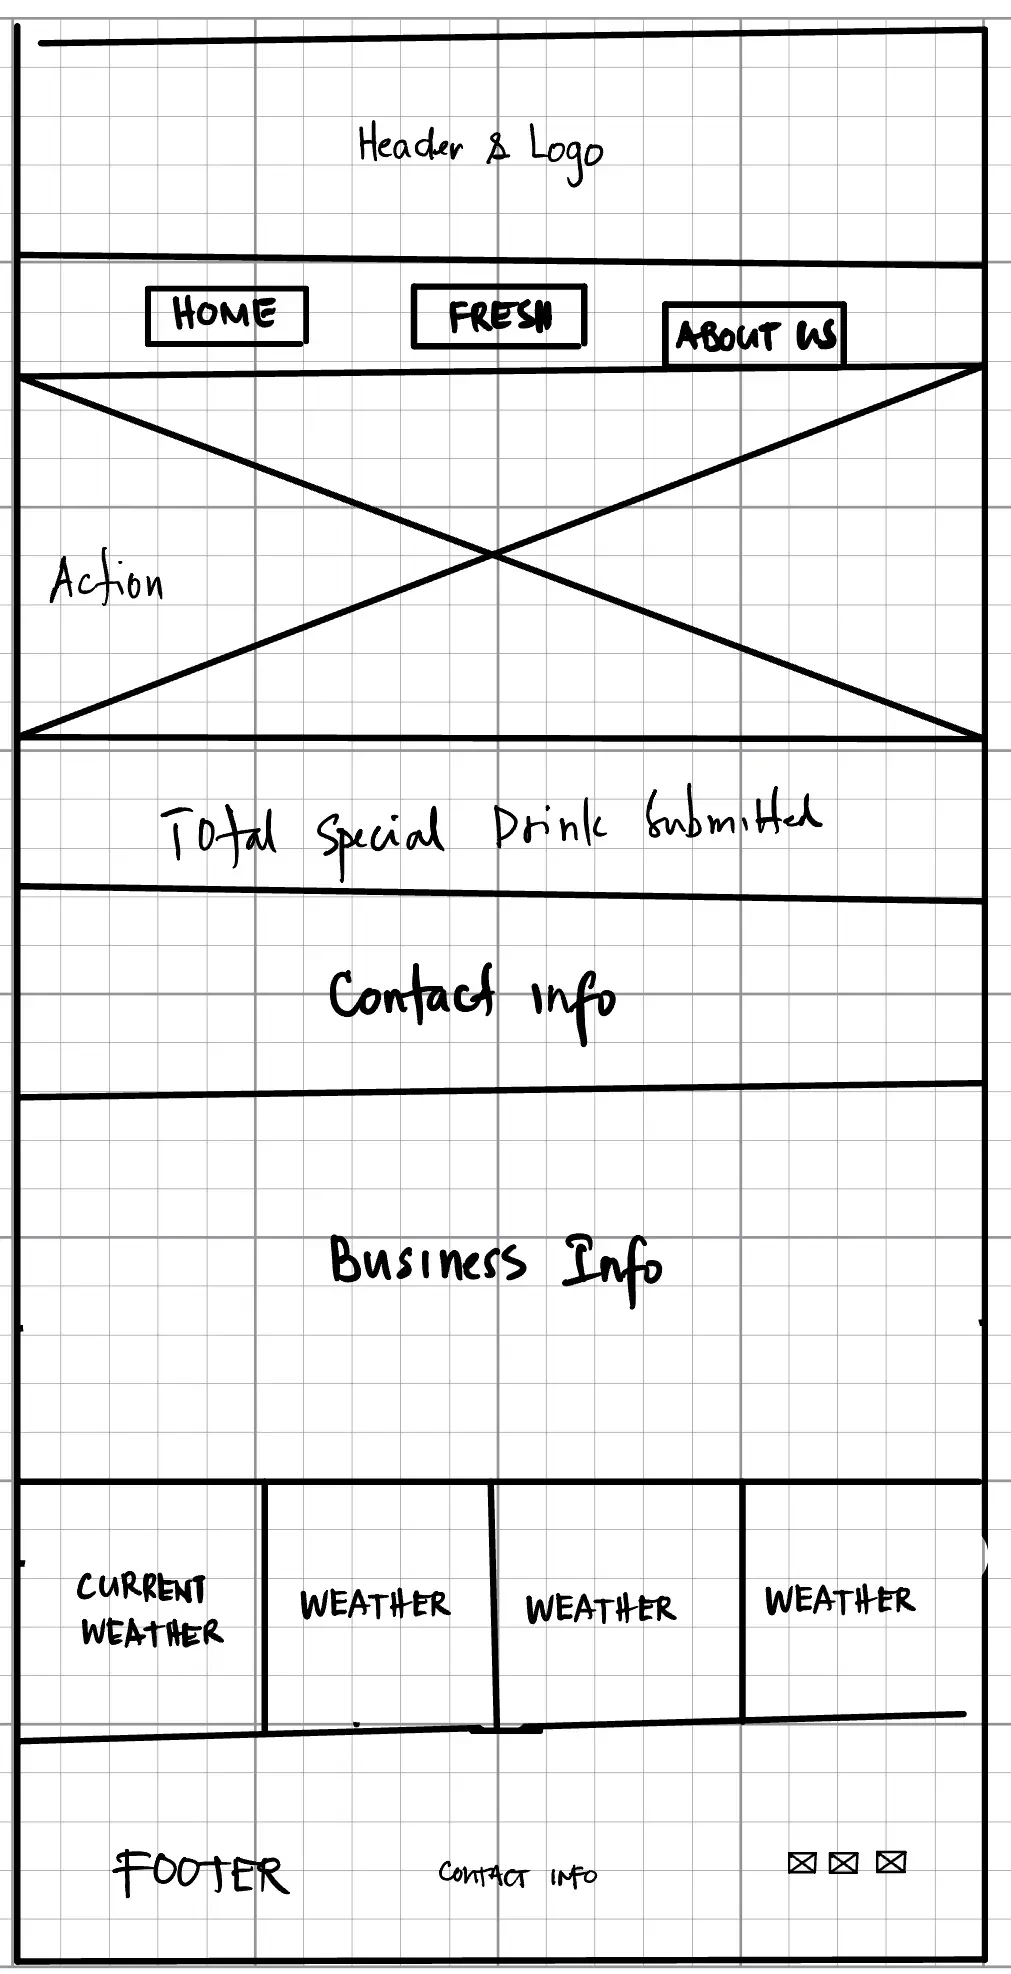 Header & Logo
HOME
FRESH
ABOUT US
Action
Total Special Drink Submitted
Contact info
Business Info
CURRENT
WEATHER
WEATHER
WEATHER
WEATHER
FOOTER
CONTACT INFO